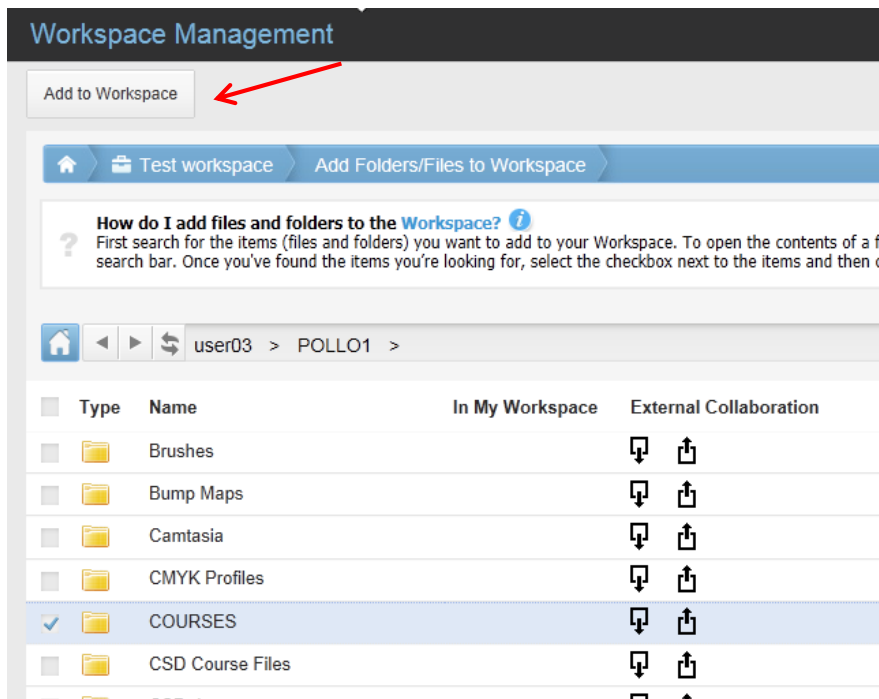 Workspace Management
Add to Workspace
Test workspace Add Folders/Files to Workspace
How do I add files and folders to the Workspace?
First search for the items (files and folders) you want to add to your Workspace. To open the contents of a
search bar. Once you've found the items you're looking for, select the checkbox next to the items and then
user03 > POLLO1 >
Type Name In My Workspace External Collaboration
Brushes
Bump Maps
Camtasia
CMYK Profiles
COURSES
CSD Course Files